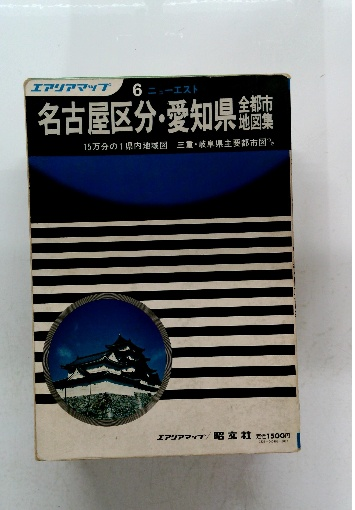 エアリアマップ
6 ニューエスト
名古屋区分・愛知県 全都市地図集
15万分の1県内地域図 三重・岐阜県主要都市図
エアリアマップ 昭文社 定価1500円